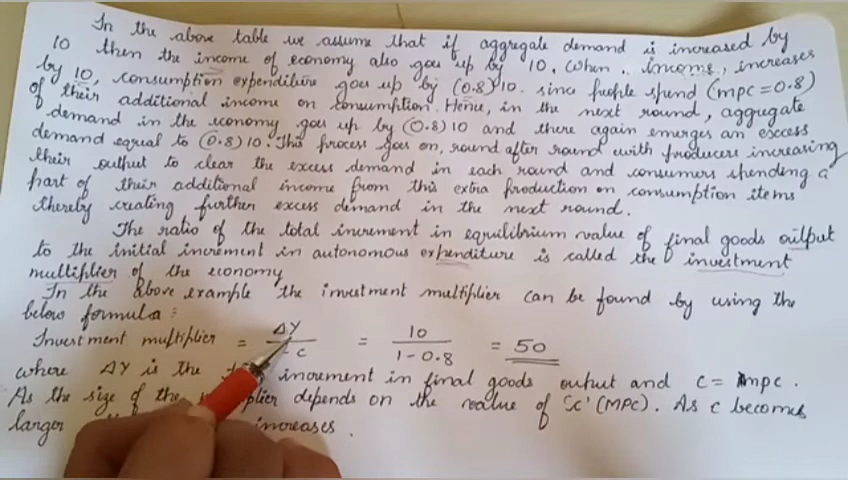 In the above table we assume that if aggregate demand is increased by
10 then the income of economy also goes up by 10. When income increases
by 10, consumption expenditure goes up by (0.8) 10. since people spend (mpc = 0.8)
of their additional income on consumption. Hence, in the next round, aggregate
demand in the economy goes up by (0.8) 10 and there again emerges an excess
demand equal to (0.8) 10. This process goes on, round after round with producers increasing
their output to clear the excess demand in each round and consumers spending a
part of their additional income from this extra production on consumption items
thereby creating further excess demand in the next round.
The ratio of the total increment in equilibrium value of final goods output
to the initial increment in autonomous expenditure is called the investment
multiplier of the economy
In the above example the investment multiplier can be found by using the
below formula:
Investment multiplier = ΔY / - c = 10 / 1 - 0.8 = 50
where ΔY is the increment in final goods output and c = mpc.
As the size of the depends on the value of 'c' (MPC). As c becomes
larger increases.